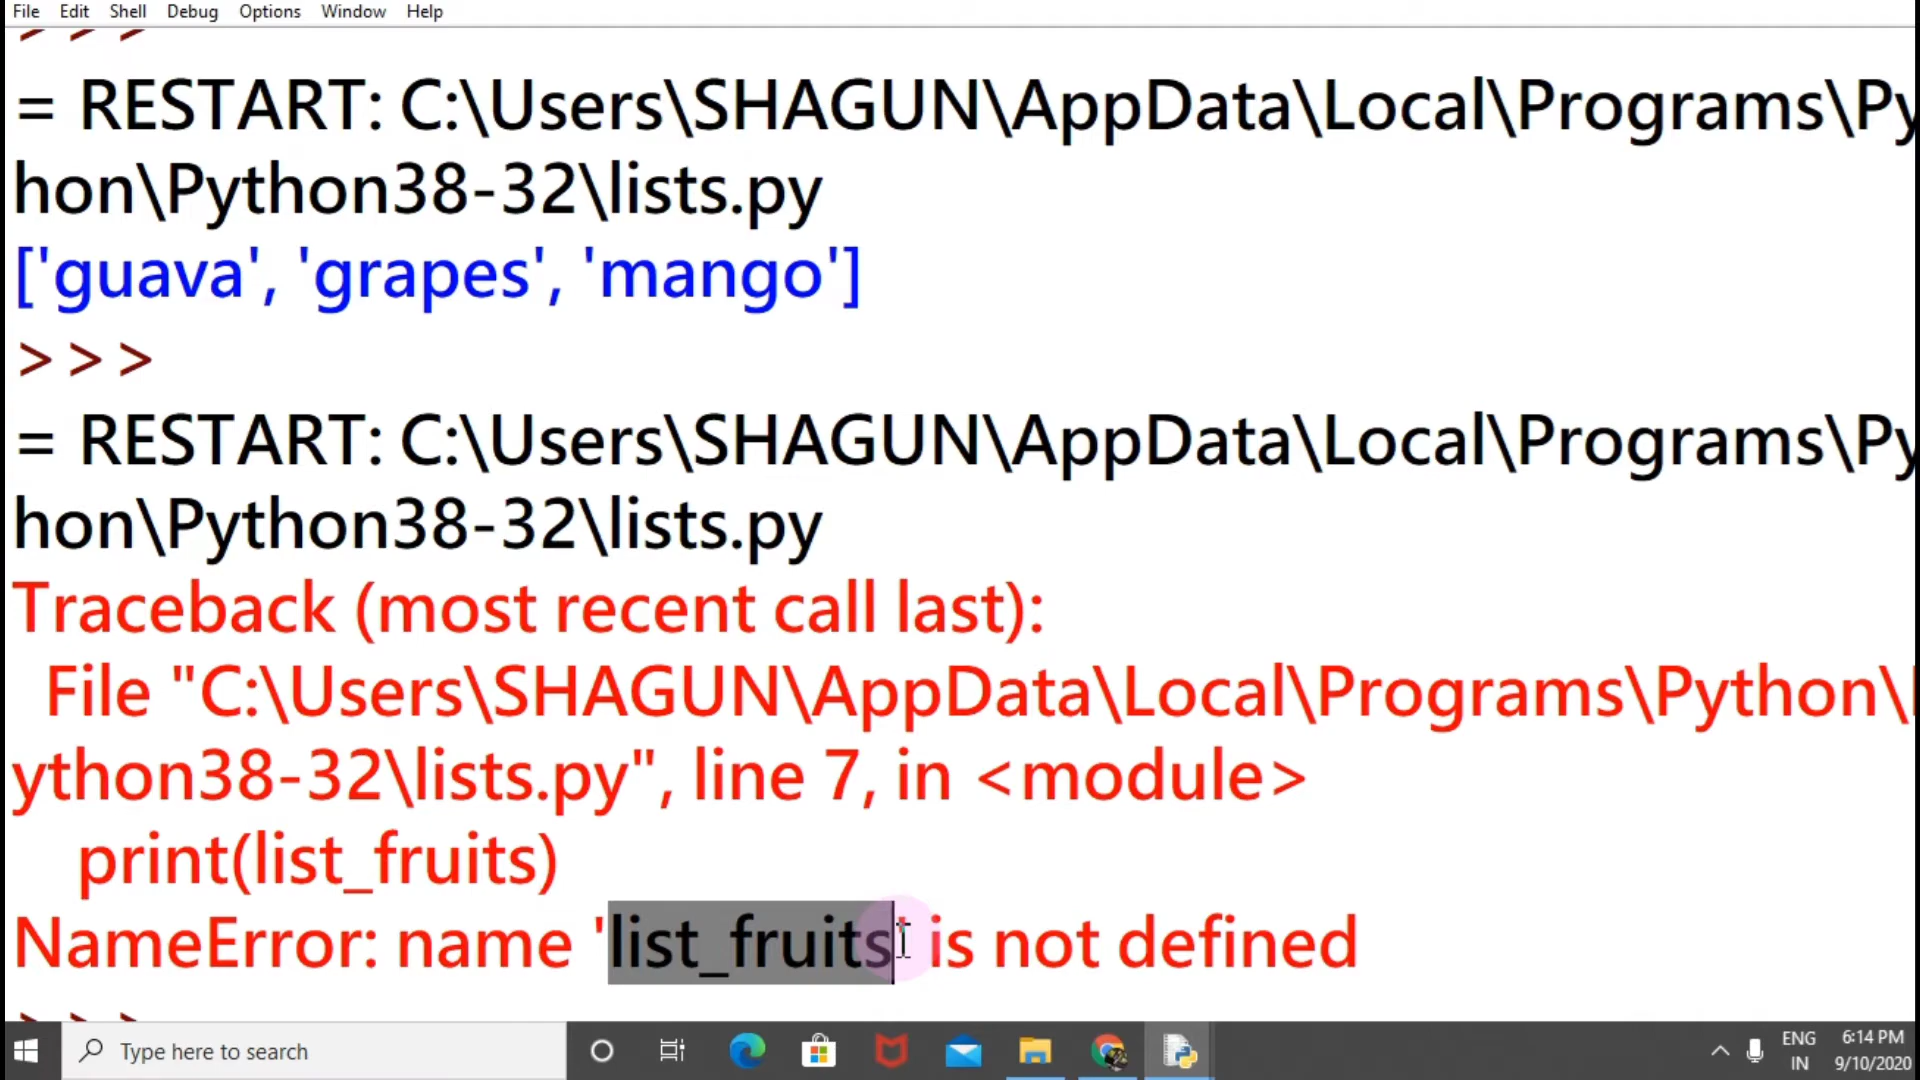 File Edit Shell Debug Options Window Help
>>>
= RESTART: C:\Users\SHAGUN\AppData\Local\Programs\Py
hon\Python38-32\lists.py
['guava', 'grapes', 'mango']
>>>
= RESTART: C:\Users\SHAGUN\AppData\Local\Programs\Py
hon\Python38-32\lists.py
Traceback (most recent call last):
File "C:\Users\SHAGUN\AppData\Local\Programs\Python\
ython38-32\lists.py", line 7, in <module>
print(list_fruits)
NameError: name 'list_fruits' is not defined
>>>
Type here to search
ENG
IN
6:14 PM
9/10/2020